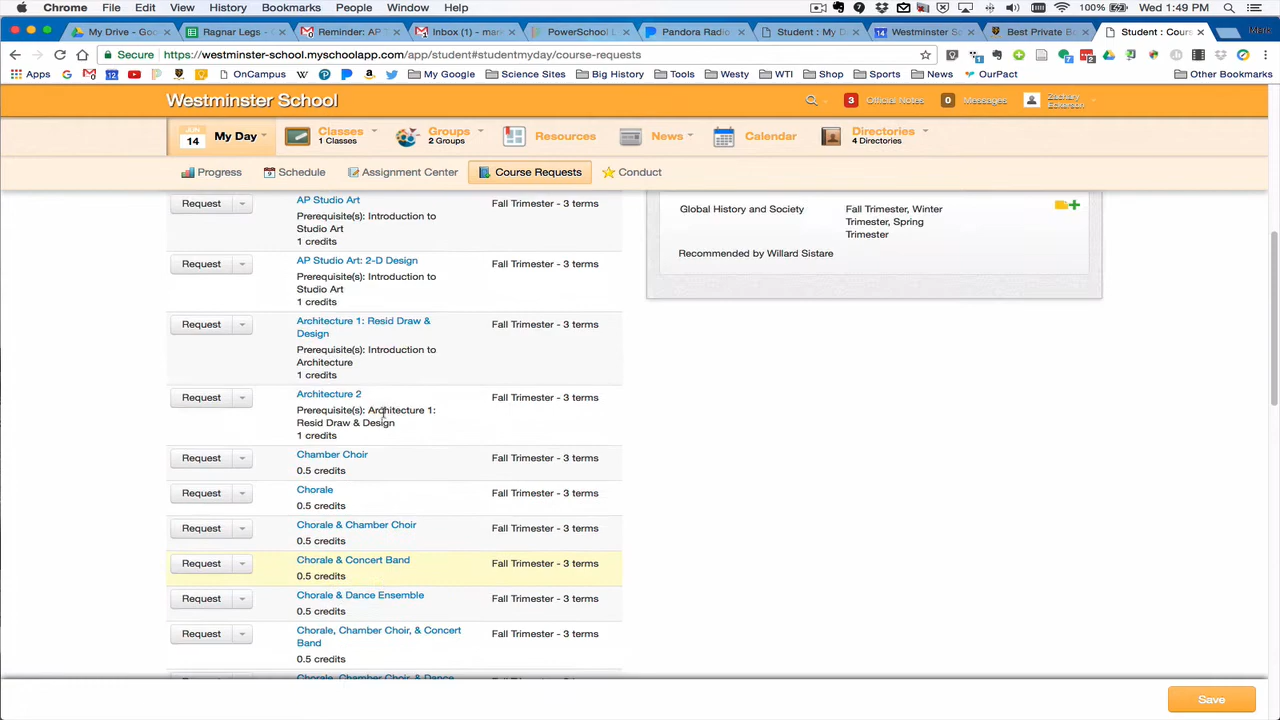 Chrome File Edit View History Bookmarks People Window Help 100% Wed 1:49 PM
My Drive - Goo Ragnar Legs - Reminder: AP Inbox (1) - mark PowerSchool L Pandora Radio Student : My D Westminster Sc Best Private Bo Student : Cours
Secure https://westminster-school.myschoolapp.com/app/student#studentmyday/course-requests
Apps OnCampus My Google Science Sites Big History Tools Westy WTI Shop Sports News OurPact Other Bookmarks
Westminster School 3 Official Notes 0 Messages Zachary
JUN 14 My Day Classes 1 Classes Groups 2 Groups Resources News Calendar Directories 4 Directories
Progress Schedule Assignment Center Course Requests Conduct
Request AP Studio Art Fall Trimester - 3 terms
Prerequisite(s): Introduction to
Studio Art
1 credits
Request AP Studio Art: 2-D Design Fall Trimester - 3 terms
Prerequisite(s): Introduction to
Studio Art
1 credits
Request Architecture 1: Resid Draw & Fall Trimester - 3 terms
Design
Prerequisite(s): Introduction to
Architecture
1 credits
Request Architecture 2 Fall Trimester - 3 terms
Prerequisite(s): Architecture 1:
Resid Draw & Design
1 credits
Request Chamber Choir Fall Trimester - 3 terms
0.5 credits
Request Chorale Fall Trimester - 3 terms
0.5 credits
Request Chorale & Chamber Choir Fall Trimester - 3 terms
0.5 credits
Request Chorale & Concert Band Fall Trimester - 3 terms
0.5 credits
Request Chorale & Dance Ensemble Fall Trimester - 3 terms
0.5 credits
Request Chorale, Chamber Choir, & Concert Fall Trimester - 3 terms
Band
0.5 credits
Chorale, Chamber Choir, & Dance
Global History and Society Fall Trimester, Winter
Trimester, Spring
Trimester
Recommended by Willard Sistare
Save